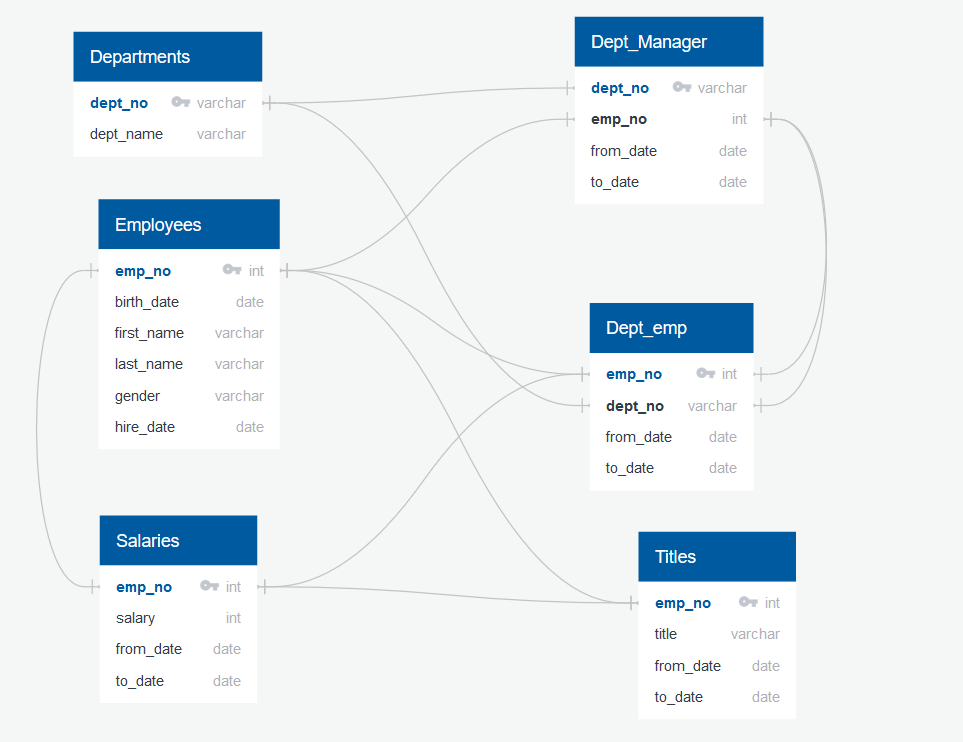 Departments
dept_no varchar
dept_name varchar
Dept_Manager
dept_no varchar
emp_no int
from_date date
to_date date
Employees
emp_no int
birth_date date
first_name varchar
last_name varchar
gender varchar
hire_date date
Dept_emp
emp_no int
dept_no varchar
from_date date
to_date date
Salaries
emp_no int
salary int
from_date date
to_date date
Titles
emp_no int
title varchar
from_date date
to_date date